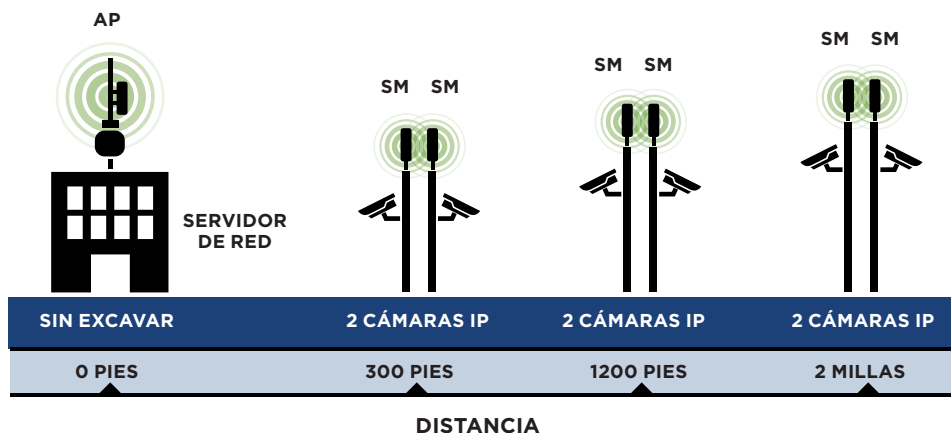 AP
SM SM
SM SM
SM SM
SERVIDOR
DE RED
SIN EXCAVAR
2 CÁMARAS IP
2 CÁMARAS IP
2 CÁMARAS IP
0 PIES
300 PIES
1200 PIES
2 MILLAS
DISTANCIA